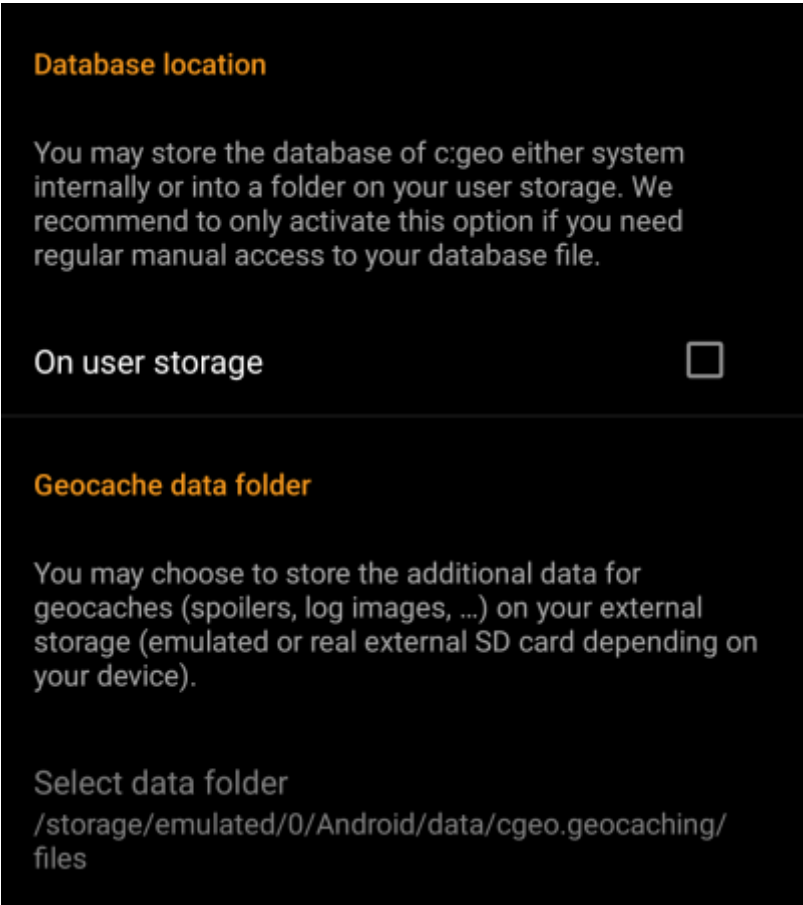 Database location
You may store the database of c:geo either system
internally or into a folder on your user storage. We
recommend to only activate this option if you need
regular manual access to your database file.
On user storage
Geocache data folder
You may choose to store the additional data for
geocaches (spoilers, log images, …) on your external
storage (emulated or real external SD card depending on
your device).
Select data folder
/storage/emulated/0/Android/data/cgeo.geocaching/
files